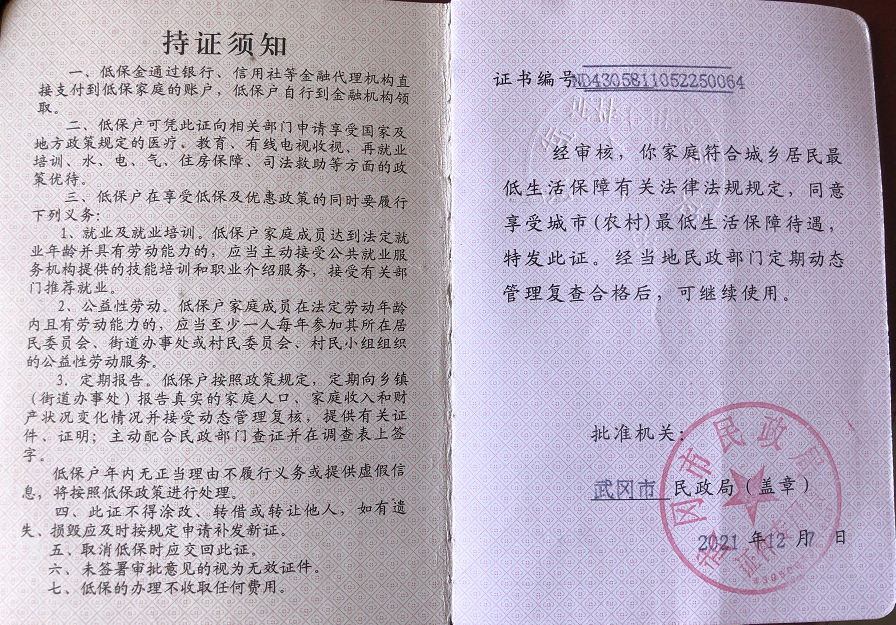 持证须知
一、低保金通过银行、信用社等金融代理机构直
接支付到低保家庭的账户，低保户自行到金融机构领
取。
二、低保户可凭此证向相关部门申请享受国家及
地方政策规定的医疗、教育、有线电视收视、再就业
培训、水、电、气、住房保障、司法救助等方面的政
策优待。
三、低保户在享受低保及优惠政策的同时要履行
下列义务：
1、就业及就业培训。低保户家庭成员达到法定就
业年龄并具有劳动能力的，应当主动接受公共就业服
务机构提供的技能培训和职业介绍服务，接受有关部
门推荐就业。
2、公益性劳动。低保户家庭成员在法定劳动年龄
内且有劳动能力的，应当至少一人每年参加其所在居
民委员会、街道办事处或村民委员会、村民小组组织
的公益性劳动服务。
3．定期报告。低保户按照政策规定，定期向乡镇
（街道办事处）报告真实的家庭人口、家庭收入和财
产状况变化情况并接受动态管理复核，提供有关证
件、证明；主动配合民政部门查证并在调查表上签
字。
低保户年内无正当理由不履行义务或提供虚假信
息，将按照低保政策进行处理。
四、此证不得涂改、转借或转让他人，如有遗
失、损毁应及时按规定申请补发新证。
五、取消低保时应交回此证。
六、未签署审批意见的视为无效证件。
七、低保的办理不收取任何费用。
证书编号ND4305811052250064
经审核，你家庭符合城乡居民最
低生活保障有关法律法规规定，同意
享受城市(农村)最低生活保障待遇，
特发此证。经当地民政部门定期动态
管理复查合格后，可继续使用。
批准机关：
武冈市 民政局（盖章）
2021 年12 月7 日
武冈市民政局